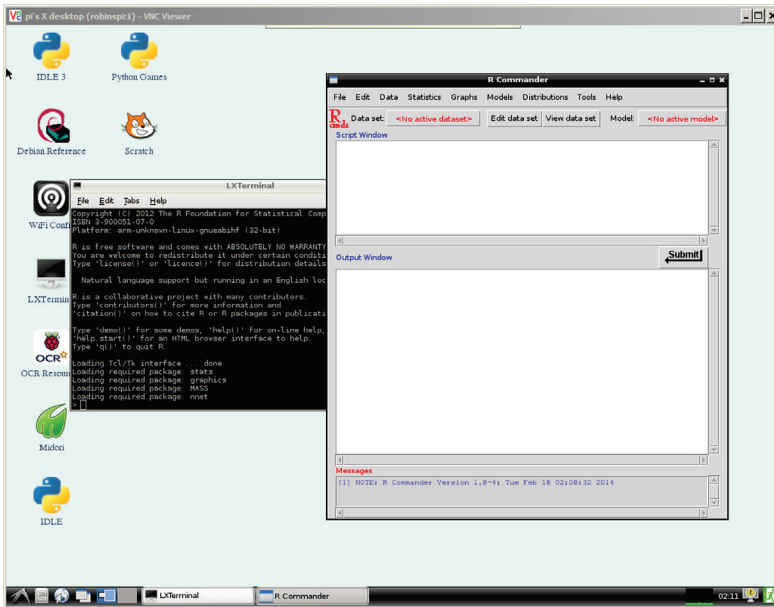 pi's X desktop (robinspi:1) - VNC Viewer
IDLE 3
Python Games
Debian Reference
Scratch
WiFi Confi
LXTermin
OCR
OCR Resour
Midori
IDLE
LXTerminal
File Edit Tabs Help
Copyright (C) 2012 The R Foundation for Statistical Comp
ISBN 3-900051-07-0
Platform: arm-unknown-linux-gnueabihf (32-bit)
R is free software and comes with ABSOLUTELY NO WARRANTY
You are welcome to redistribute it under certain conditi
Type 'license()' or 'licence()' for distribution details
Natural language support but running in an English loc
R is a collaborative project with many contributors.
Type 'contributors()' for more information and
'citation()' on how to cite R or R packages in publicati
Type 'demo()' for some demos, 'help()' for on-line help,
'help.start()' for an HTML browser interface to help.
Type 'q()' to quit R.
Loading Tcl/Tk interface ... done
Loading required package: stats
Loading required package: graphics
Loading required package: MASS
Loading required package: nnet
>
R Commander
File Edit Data Statistics Graphs Models Distributions Tools Help
R cmdr Data set: <No active dataset> Edit data set View data set Model: <No active model>
Script Window
Output Window
Submit
Messages
[1] NOTE: R Commander Version 1.8-4: Tue Feb 18 02:08:32 2014
LXTerminal
R Commander
02:11